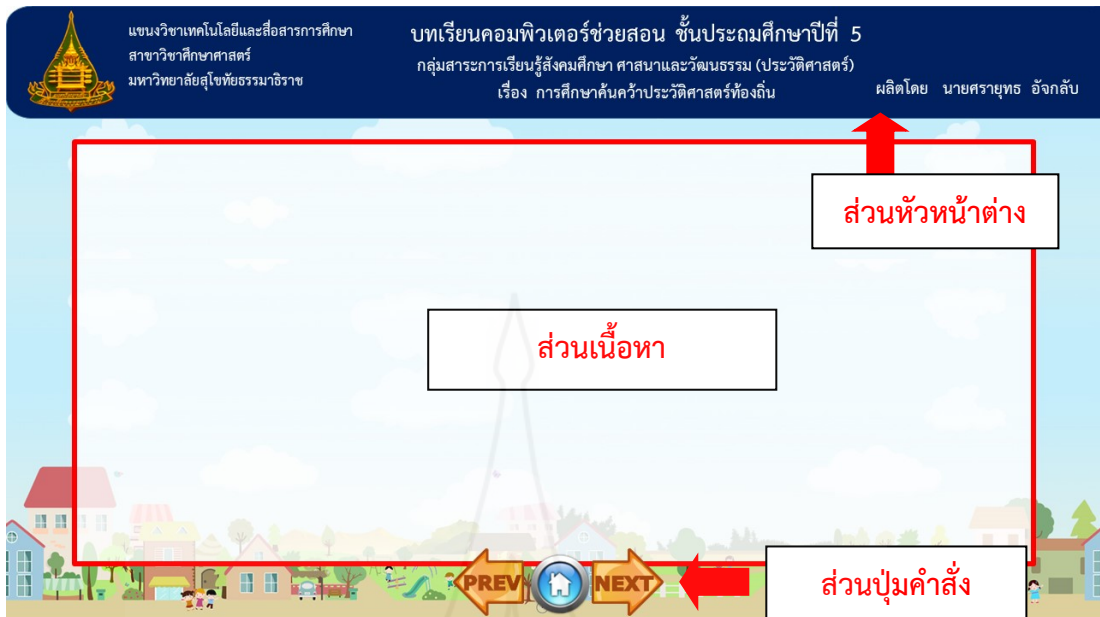 แขนงวิชาเทคโนโลยีและสื่อสารการศึกษา
สาขาวิชาศึกษาศาสตร์
มหาวิทยาลัยสุโขทัยธรรมาธิราช
บทเรียนคอมพิวเตอร์ช่วยสอน ชั้นประถมศึกษาปีที่ 5
กลุ่มสาระการเรียนรู้สังคมศึกษา ศาสนาและวัฒนธรรม (ประวัติศาสตร์)
เรื่อง การศึกษาค้นคว้าประวัติศาสตร์ท้องถิ่น
ผลิตโดย นายศรายุทธ อัจกลับ
ส่วนหัวหน้าต่าง
ส่วนเนื้อหา
PREV NEXT
ส่วนปุ่มคำสั่ง